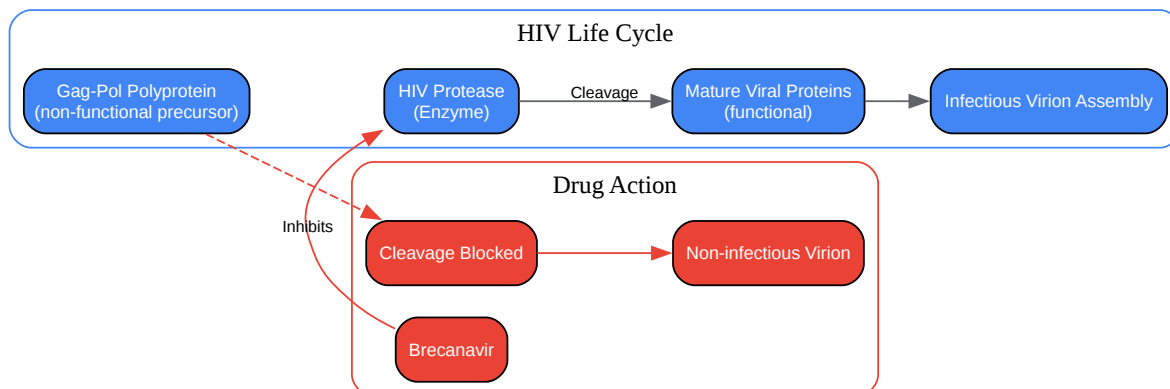 HIV Life Cycle
Gag-Pol Polyprotein
(non-functional precursor)
HIV Protease
(Enzyme)
Cleavage
Mature Viral Proteins
(functional)
Infectious Virion Assembly
Drug Action
Inhibits
Cleavage Blocked
Non-infectious Virion
Brecanavir